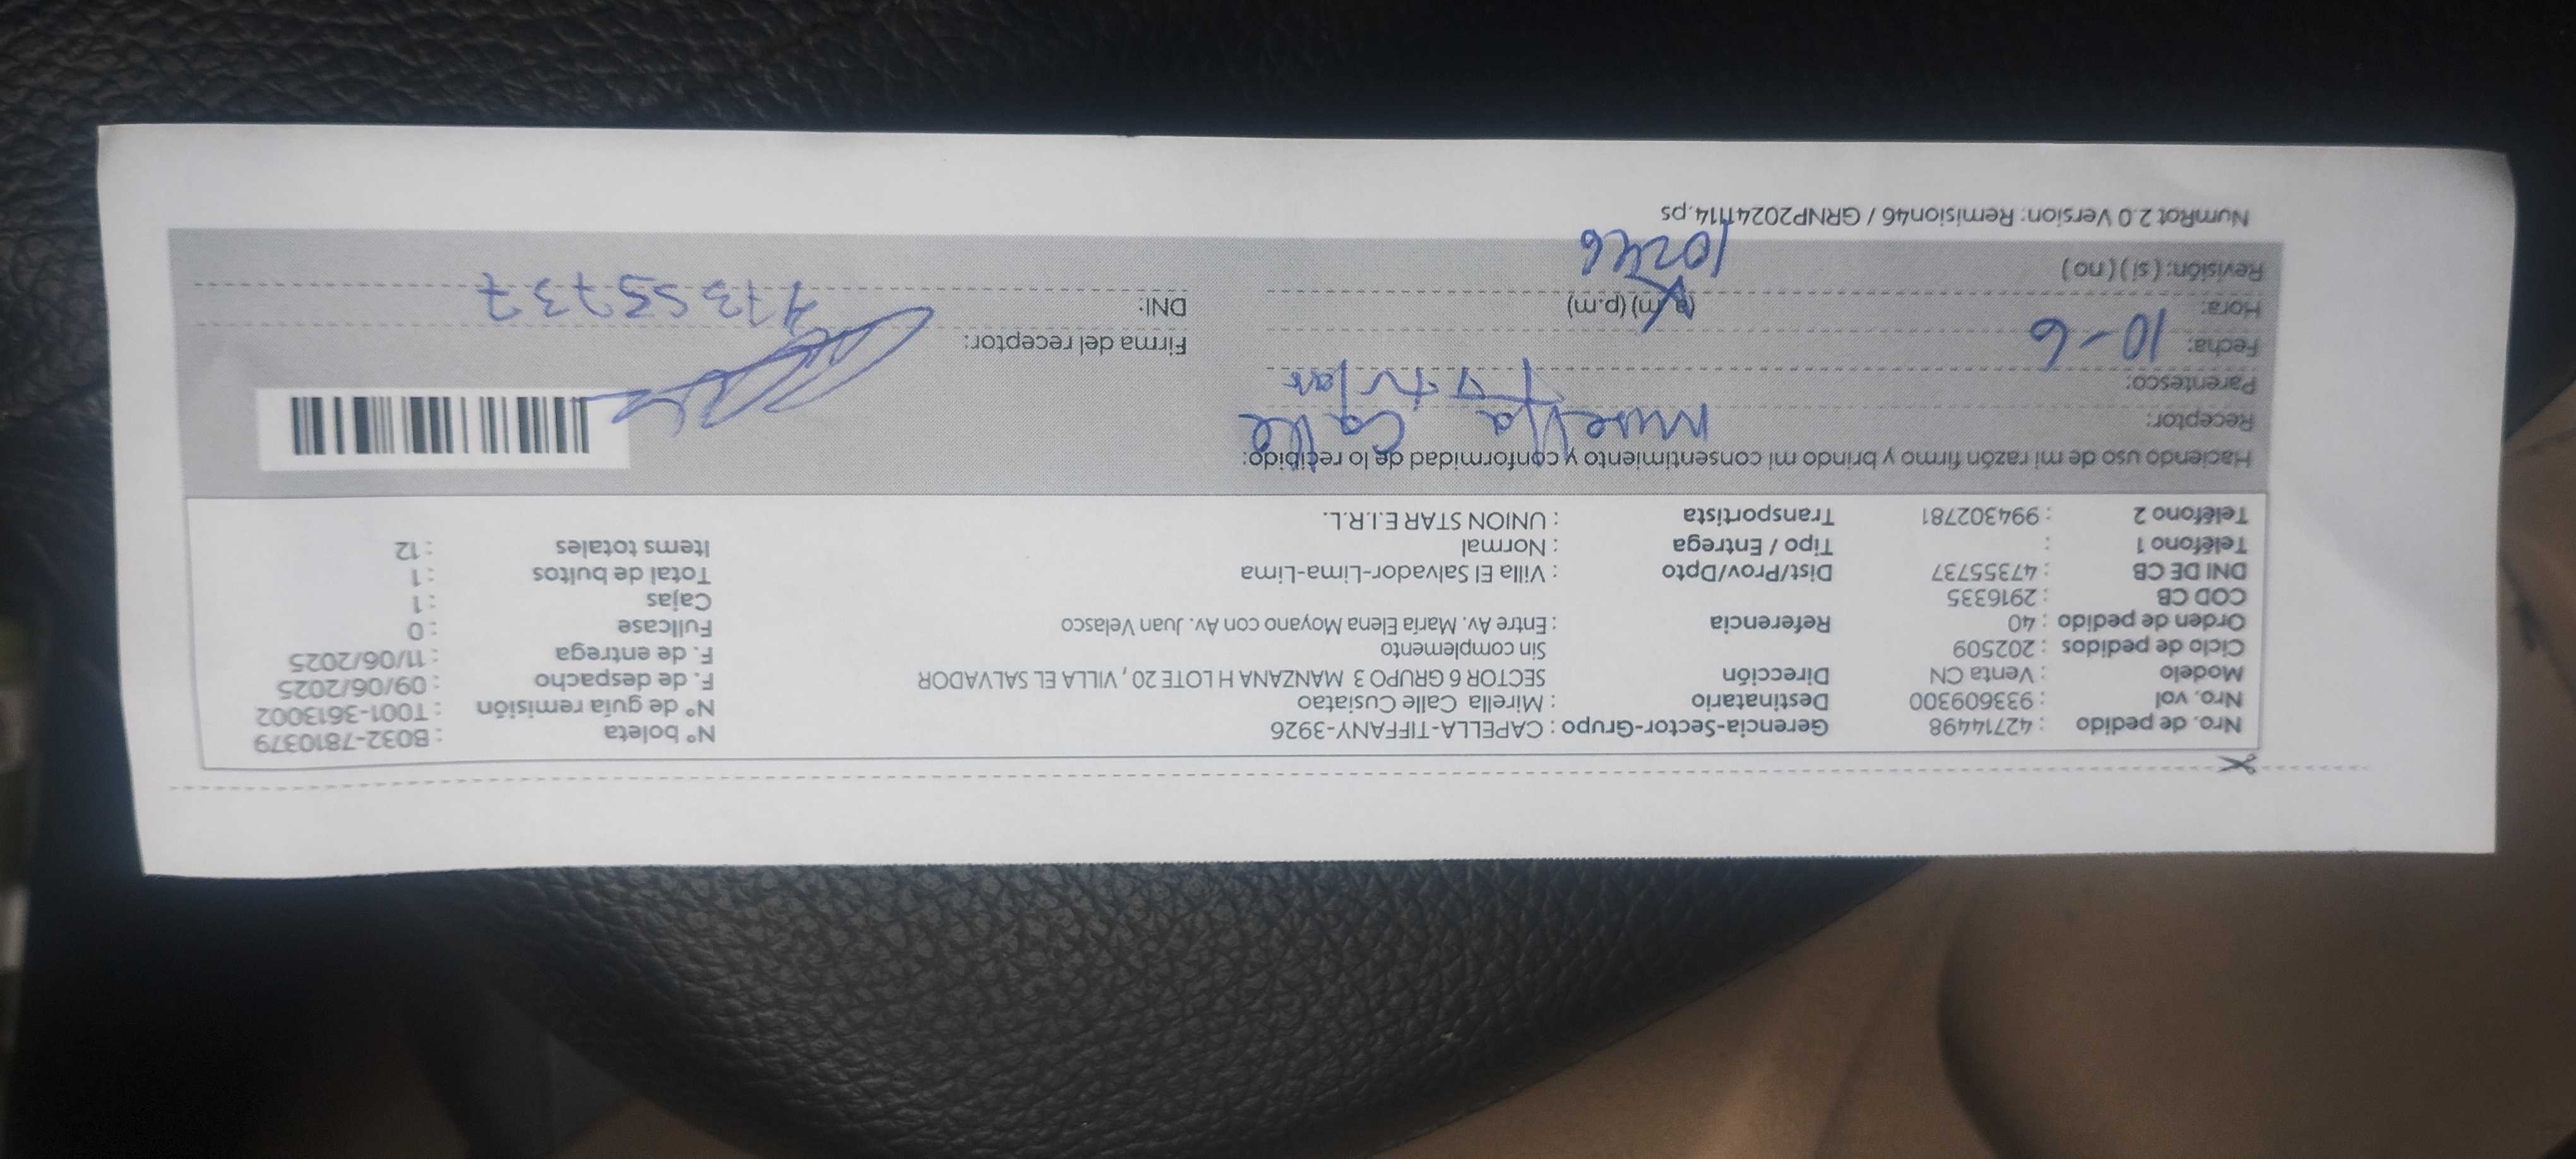 Nro. de pedido : 42714498 Gerencia-Sector-Grupo : CAPELLA-TIFFANY-3926 N° boleta : B032-7810379
Nro. vol : 933609300 Destinatario : Mirella Calle Cusiatao N° de guía remisión : T001-3613002
Modelo : Venta CN Dirección SECTOR 6 GRUPO 3 MANZANA H LOTE 20 , VILLA EL SALVADOR F. de despacho : 09/06/2025
Ciclo de pedidos : 202509 Sin complemento F. de entrega : 11/06/2025
Orden de pedido : 40 Referencia : Entre Av. María Elena Moyano con Av. Juan Velasco Fullcase : 0
COD CB : 2916335 Cajas : 1
DNI DE CB : 47355737 Dist/Prov/Dpto : Villa El Salvador-Lima-Lima Total de bultos : 1
Teléfono 1 : Tipo / Entrega : Normal Items totales : 12
Teléfono 2 : 994302781 Transportista : UNION STAR E.I.R.L.
Haciendo uso de mi razón firmo y brindo mi consentimiento y conformidad de lo recibido:
Receptor: Calle
Parentesco:
Fecha: 10-6 Firma del receptor:
Hora: (a.m) (p.m) DNI: 47355737
Revisión: ( si ) ( no )
NumRot 2.0 Version: Remision46 / GRNP20241114.ps